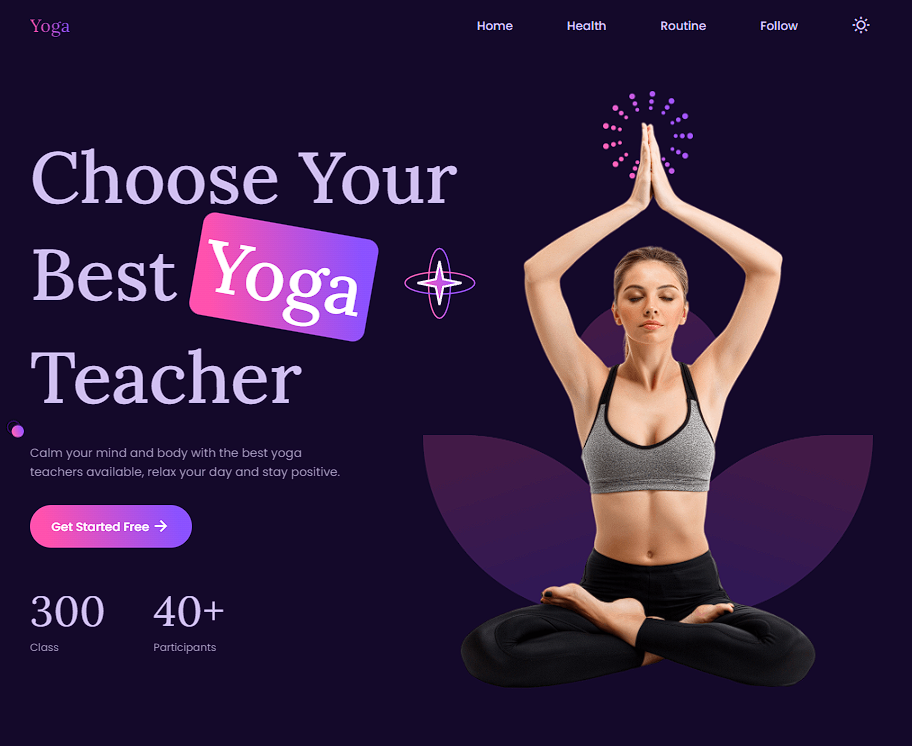 Yoga
Home Health Routine Follow
Choose Your
Best Yoga
Teacher
Calm your mind and body with the best yoga
teachers available, relax your day and stay positive.
Get Started Free →
300 40+
Class Participants